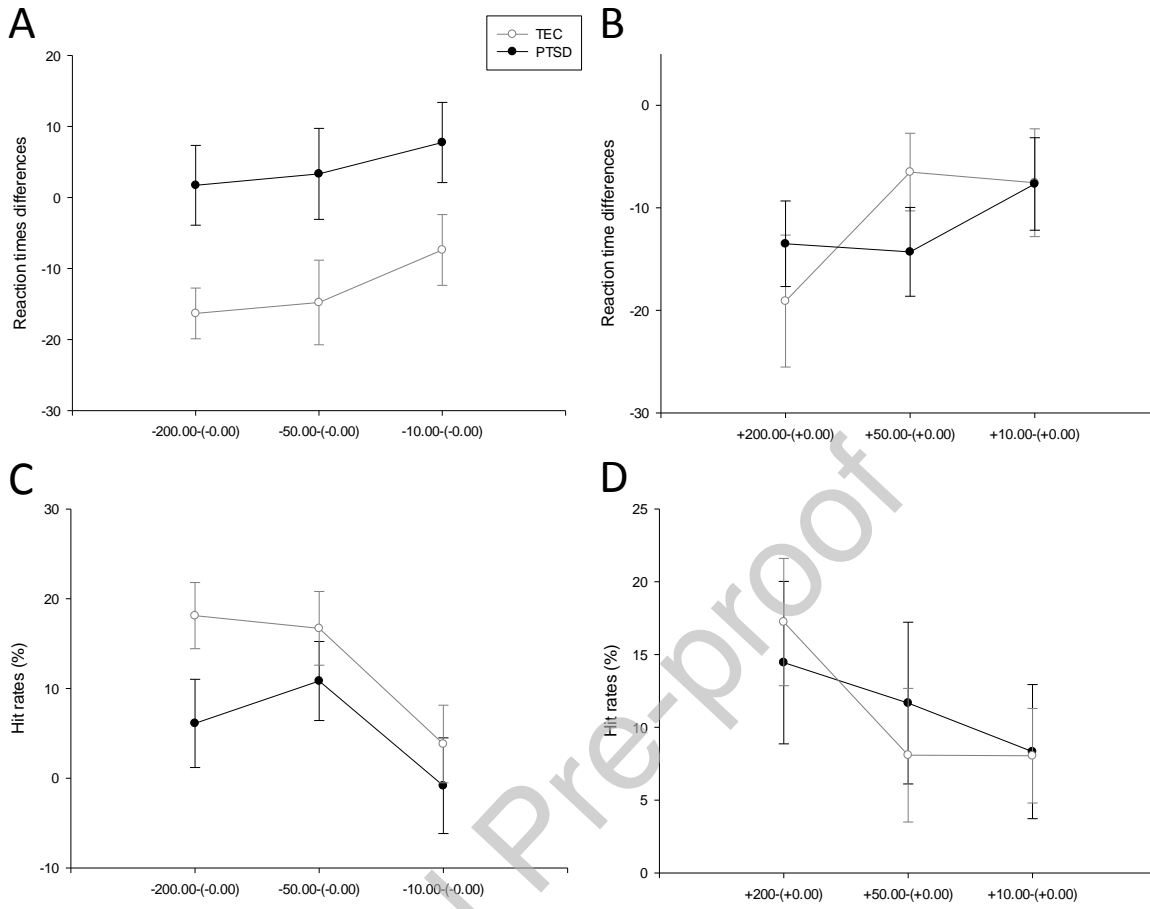 A
TEC
PTSD
20
10
0
-10
-20
-30
Reaction times differences
-200.00-(-0.00) -50.00-(-0.00) -10.00-(-0.00)
B
0
-10
-20
-30
Reaction time differences
+200.00-(+0.00) +50.00-(+0.00) +10.00-(+0.00)
C
30
20
10
0
-10
Hit rates (%)
-200.00-(-0.00) -50.00-(-0.00) -10.00-(-0.00)
D
25
20
15
10
5
0
Hit rates (%)
+200-(+0.00) +50.00-(+0.00) +10.00-(+0.00)
Pre-proof